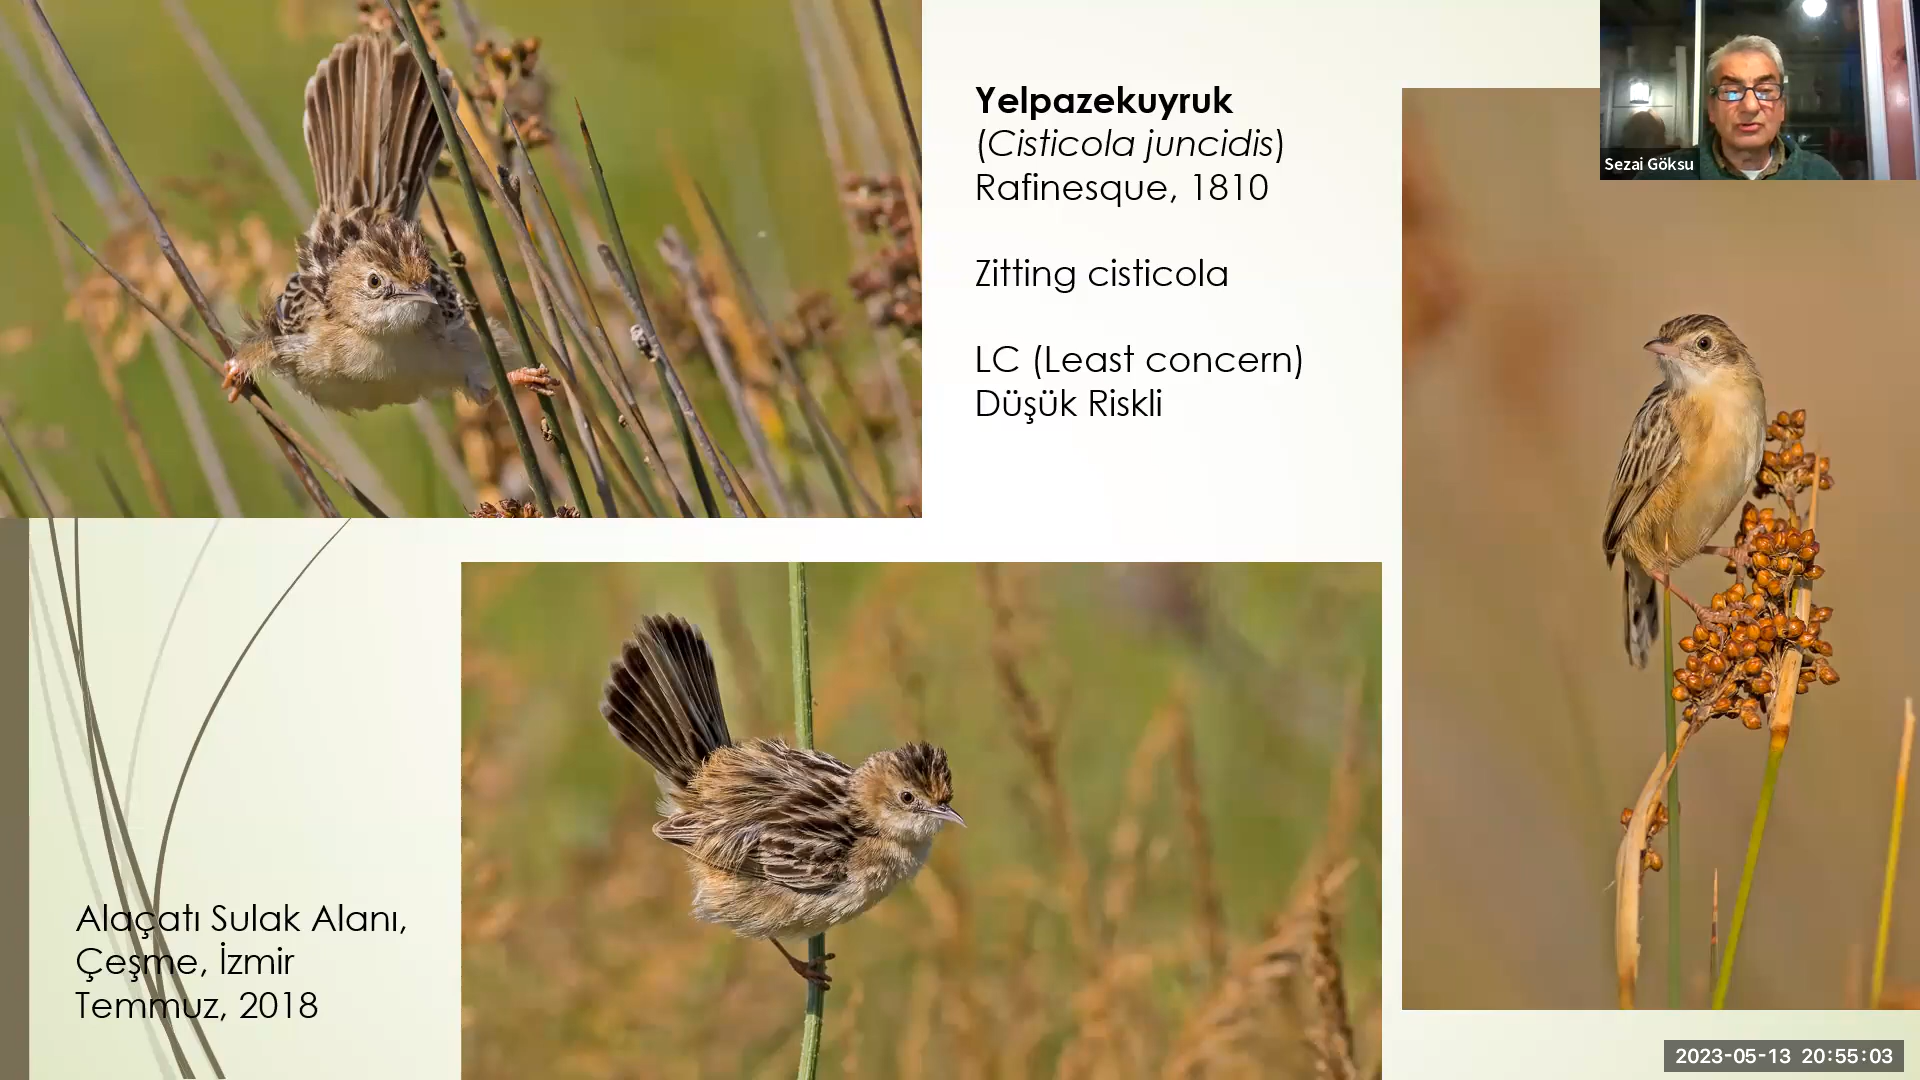 Yelpazekuyruk
(Cisticola juncidis)
Rafinesque, 1810
Zitting cisticola
LC (Least concern)
Düşük Riskli
Sezai Göksu
Alaçatı Sulak Alanı,
Çeşme, İzmir
Temmuz, 2018
2023-05-13 20:55:03